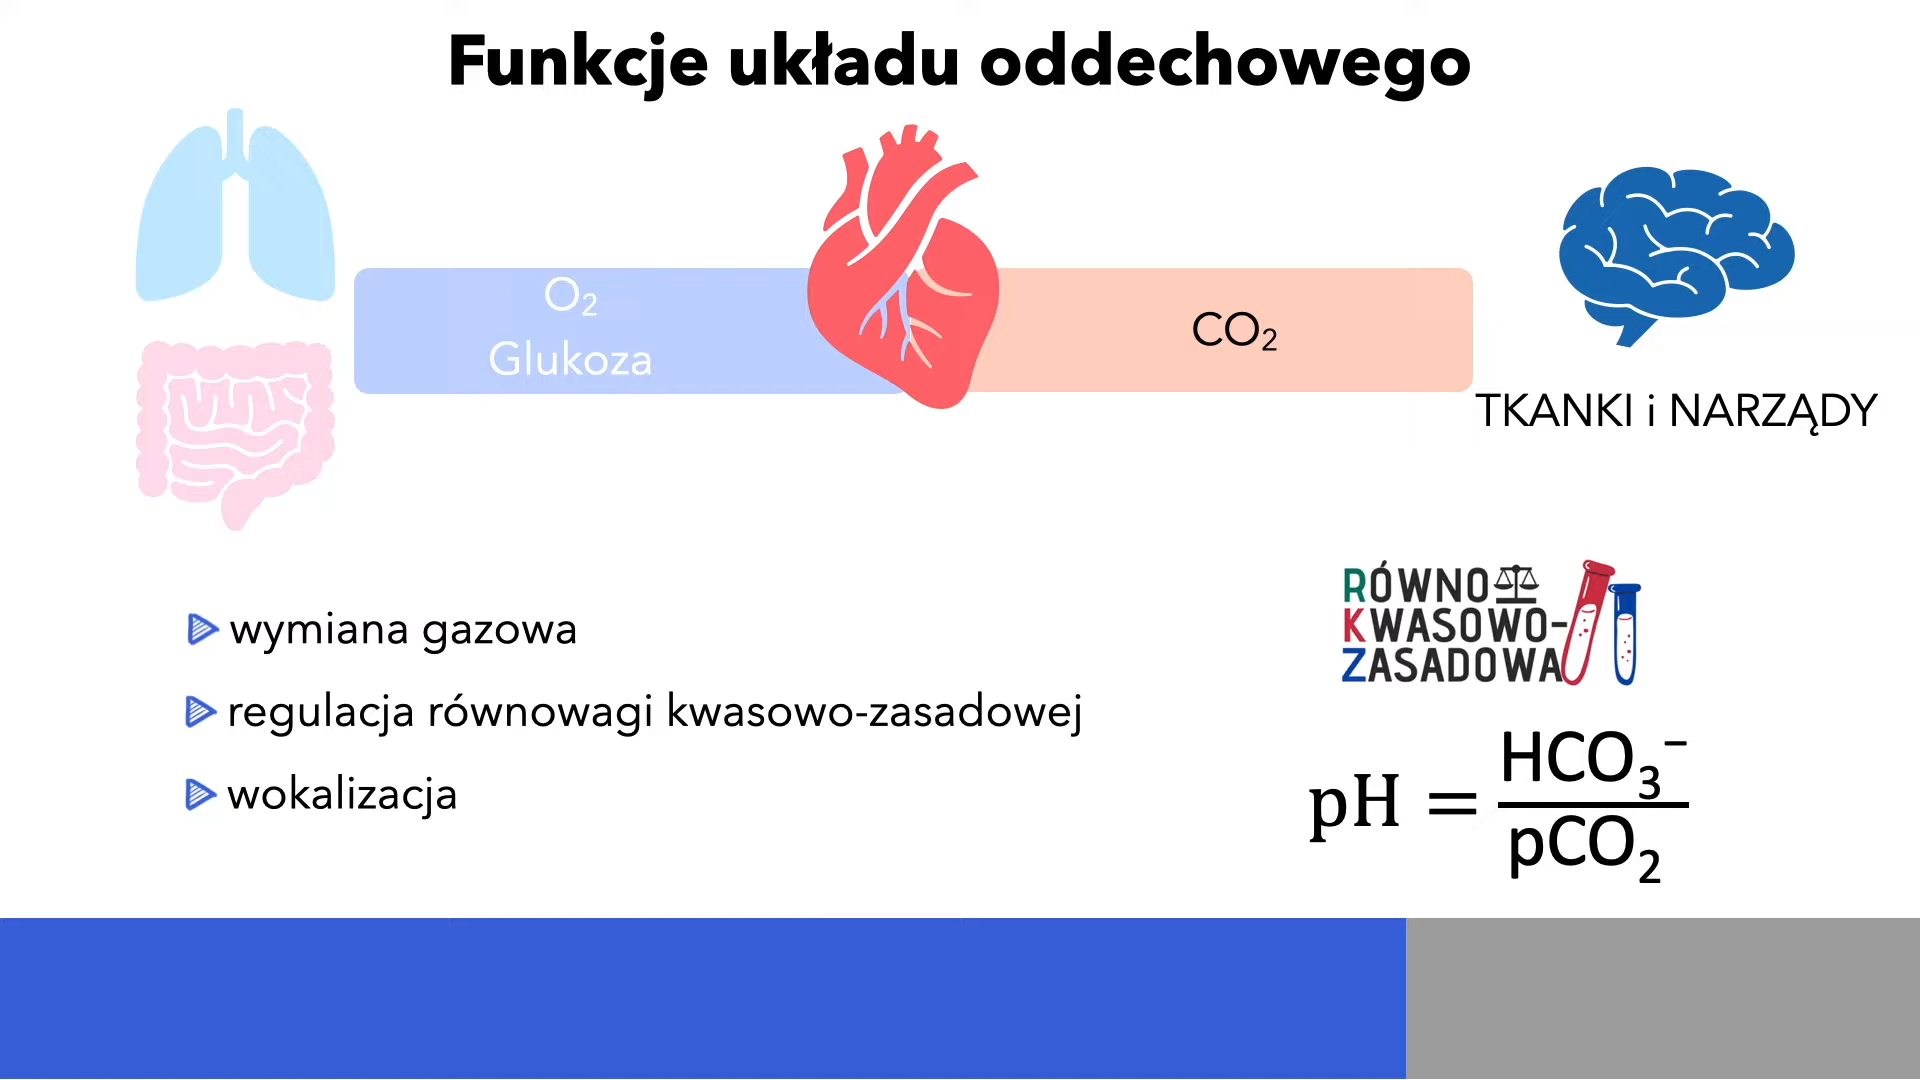 Funkcje układu oddechowego
O₂
Glukoza
CO₂
TKANKI i NARZĄDY
wymiana gazowa
regulacja równowagi kwasowo-zasadowej
wokalizacja
RÓWNO
KWASOWO-
ZASADOWA
pH = HCO₃⁻ / pCO₂